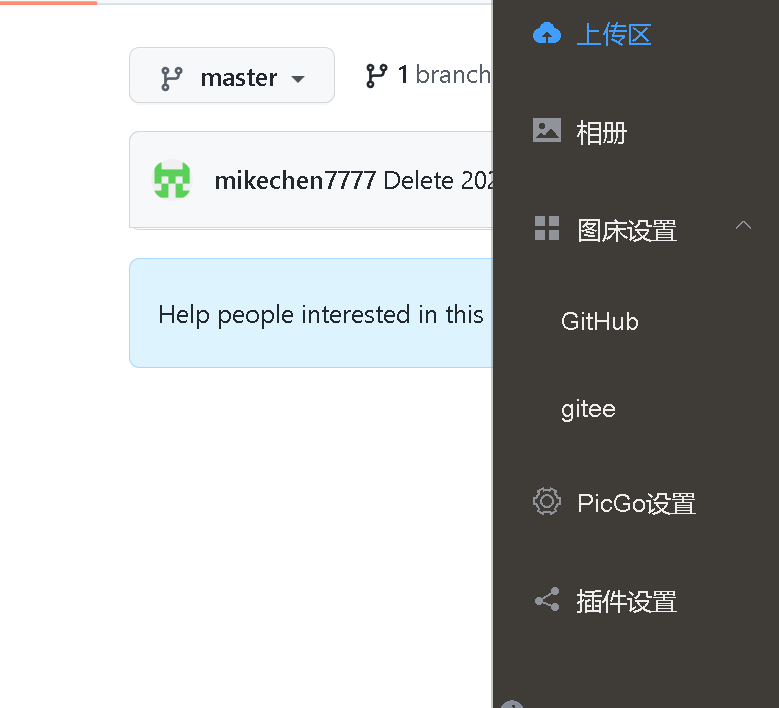 master
1 branch
mikechen7777 Delete 202
Help people interested in this
上传区
相册
图床设置
GitHub
gitee
PicGo设置
插件设置